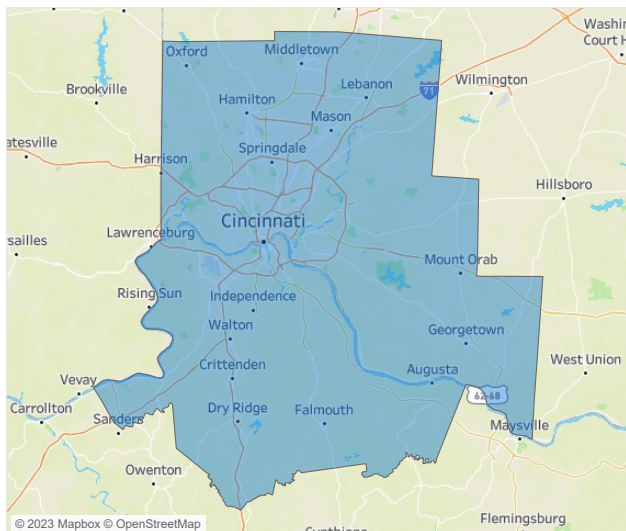 Oxford
Middletown
Washin
Court H
Brookville
Lebanon
71
Wilmington
Hamilton
Mason
atesville
Springdale
Harrison
Hillsboro
Cincinnati
Lawrenceburg
rsailles
Mount Orab
Rising Sun
Independence
Walton
Georgetown
Crittenden
Augusta
West Union
Vevay
62-68
Carrollton
Dry Ridge
Falmouth
Sanders
Maysville
Owenton
Flemingsburg
© 2023 Mapbox © OpenStreetMap
Cynthiana